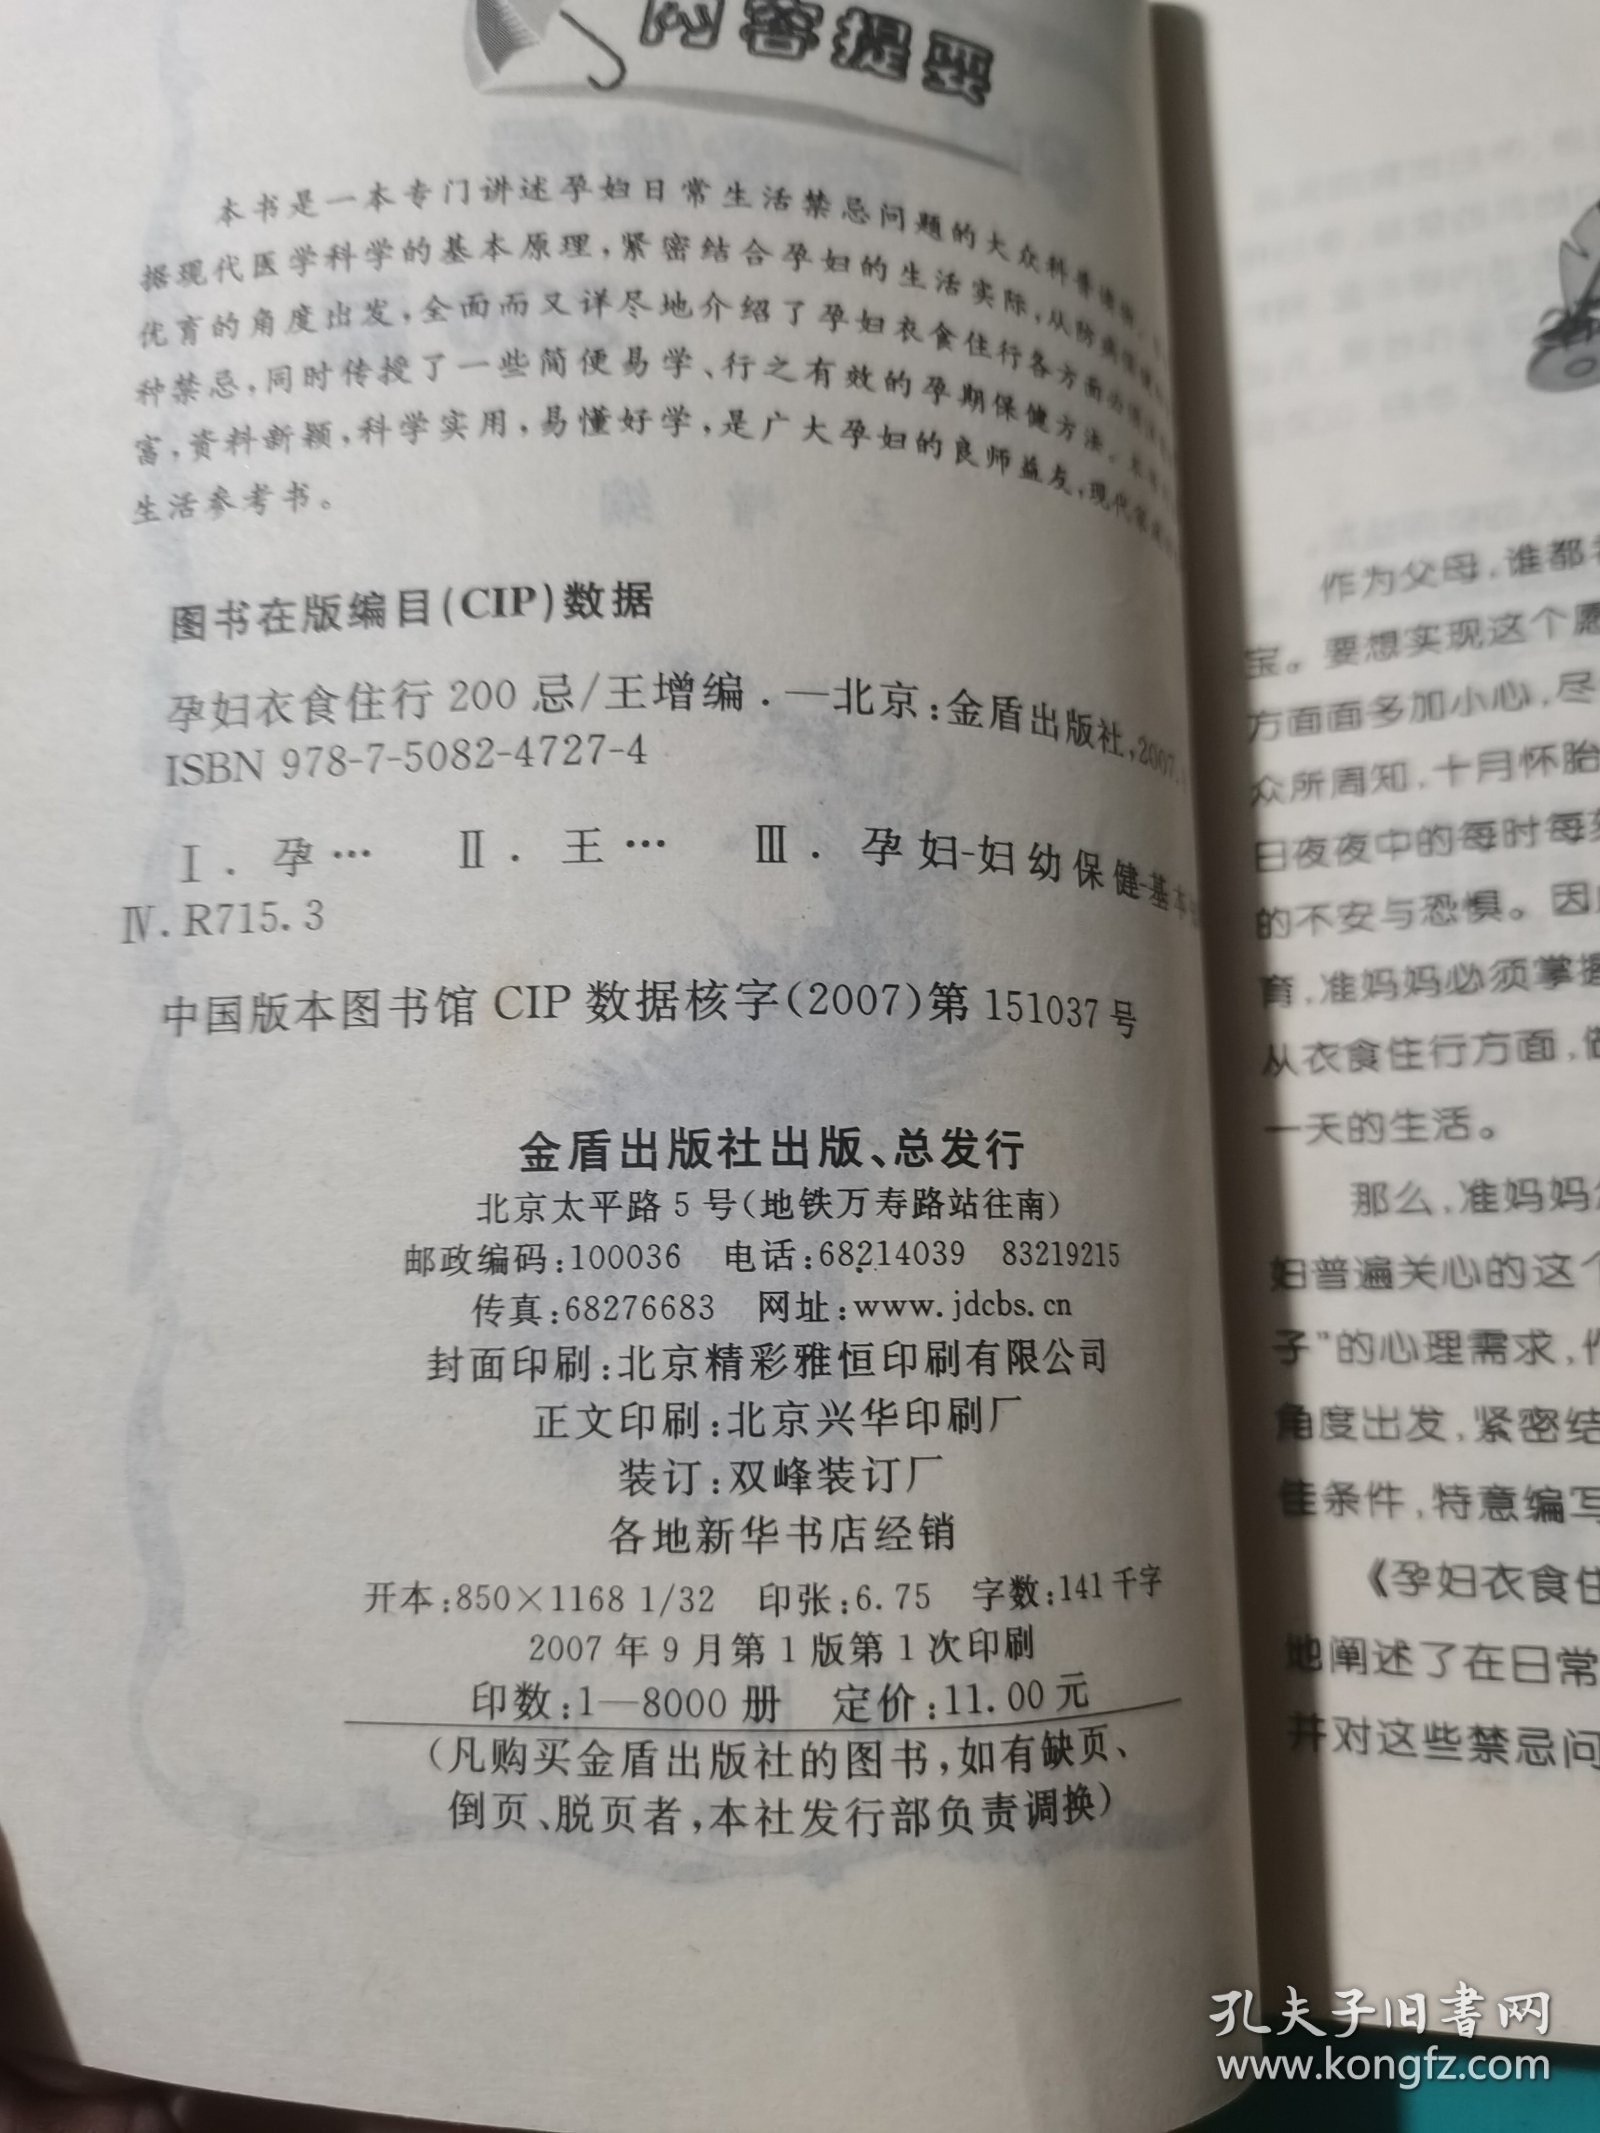 内容提要
本书是一本专门讲述孕妇日常生活禁忌问题的大众科普读物。
据现代医学科学的基本原理，紧密结合孕妇的生活实际，从防病保健
优育的角度出发，全面而又详尽地介绍了孕妇衣食住行各方面
种禁忌，同时传授了一些简便易学、行之有效的孕期保健方法。
富，资料新颖，科学实用，易懂好学，是广大孕妇的良师益友，现代家庭
生活参考书。
图书在版编目(CIP)数据
孕妇衣食住行 200 忌/王增编.—北京:金盾出版社,2007.
ISBN 978-7-5082-4727-4
Ⅰ.孕… Ⅱ.王… Ⅲ.孕妇-妇幼保健-基本
Ⅳ.R715.3
中国版本图书馆 CIP 数据核字(2007)第 151037 号
金盾出版社出版、总发行
北京太平路 5 号(地铁万寿路站往南)
邮政编码:100036 电话:68214039 83219215
传真:68276683 网址:www.jdcbs.cn
封面印刷:北京精彩雅恒印刷有限公司
正文印刷:北京兴华印刷厂
装订:双峰装订厂
各地新华书店经销
开本:850×1168 1/32 印张:6.75 字数:141千字
2007 年 9 月第 1 版第 1 次印刷
印数:1—8000 册 定价:11.00元
(凡购买金盾出版社的图书,如有缺页、
倒页、脱页者,本社发行部负责调换)
作为父母,谁都
宝。要想实现这个愿
方面面多加小心,尽
众所周知,十月怀胎
日夜夜中的每时每刻
的不安与恐惧。因
育,准妈妈必须掌握
从衣食住行方面,做
一天的生活。
那么,准妈妈
妇普遍关心的这个
子"的心理需求,作
角度出发,紧密结
佳条件,特意编写
《孕妇衣食住
地阐述了在日常
并对这些禁忌问
孔夫子旧书网
www.kongfz.com